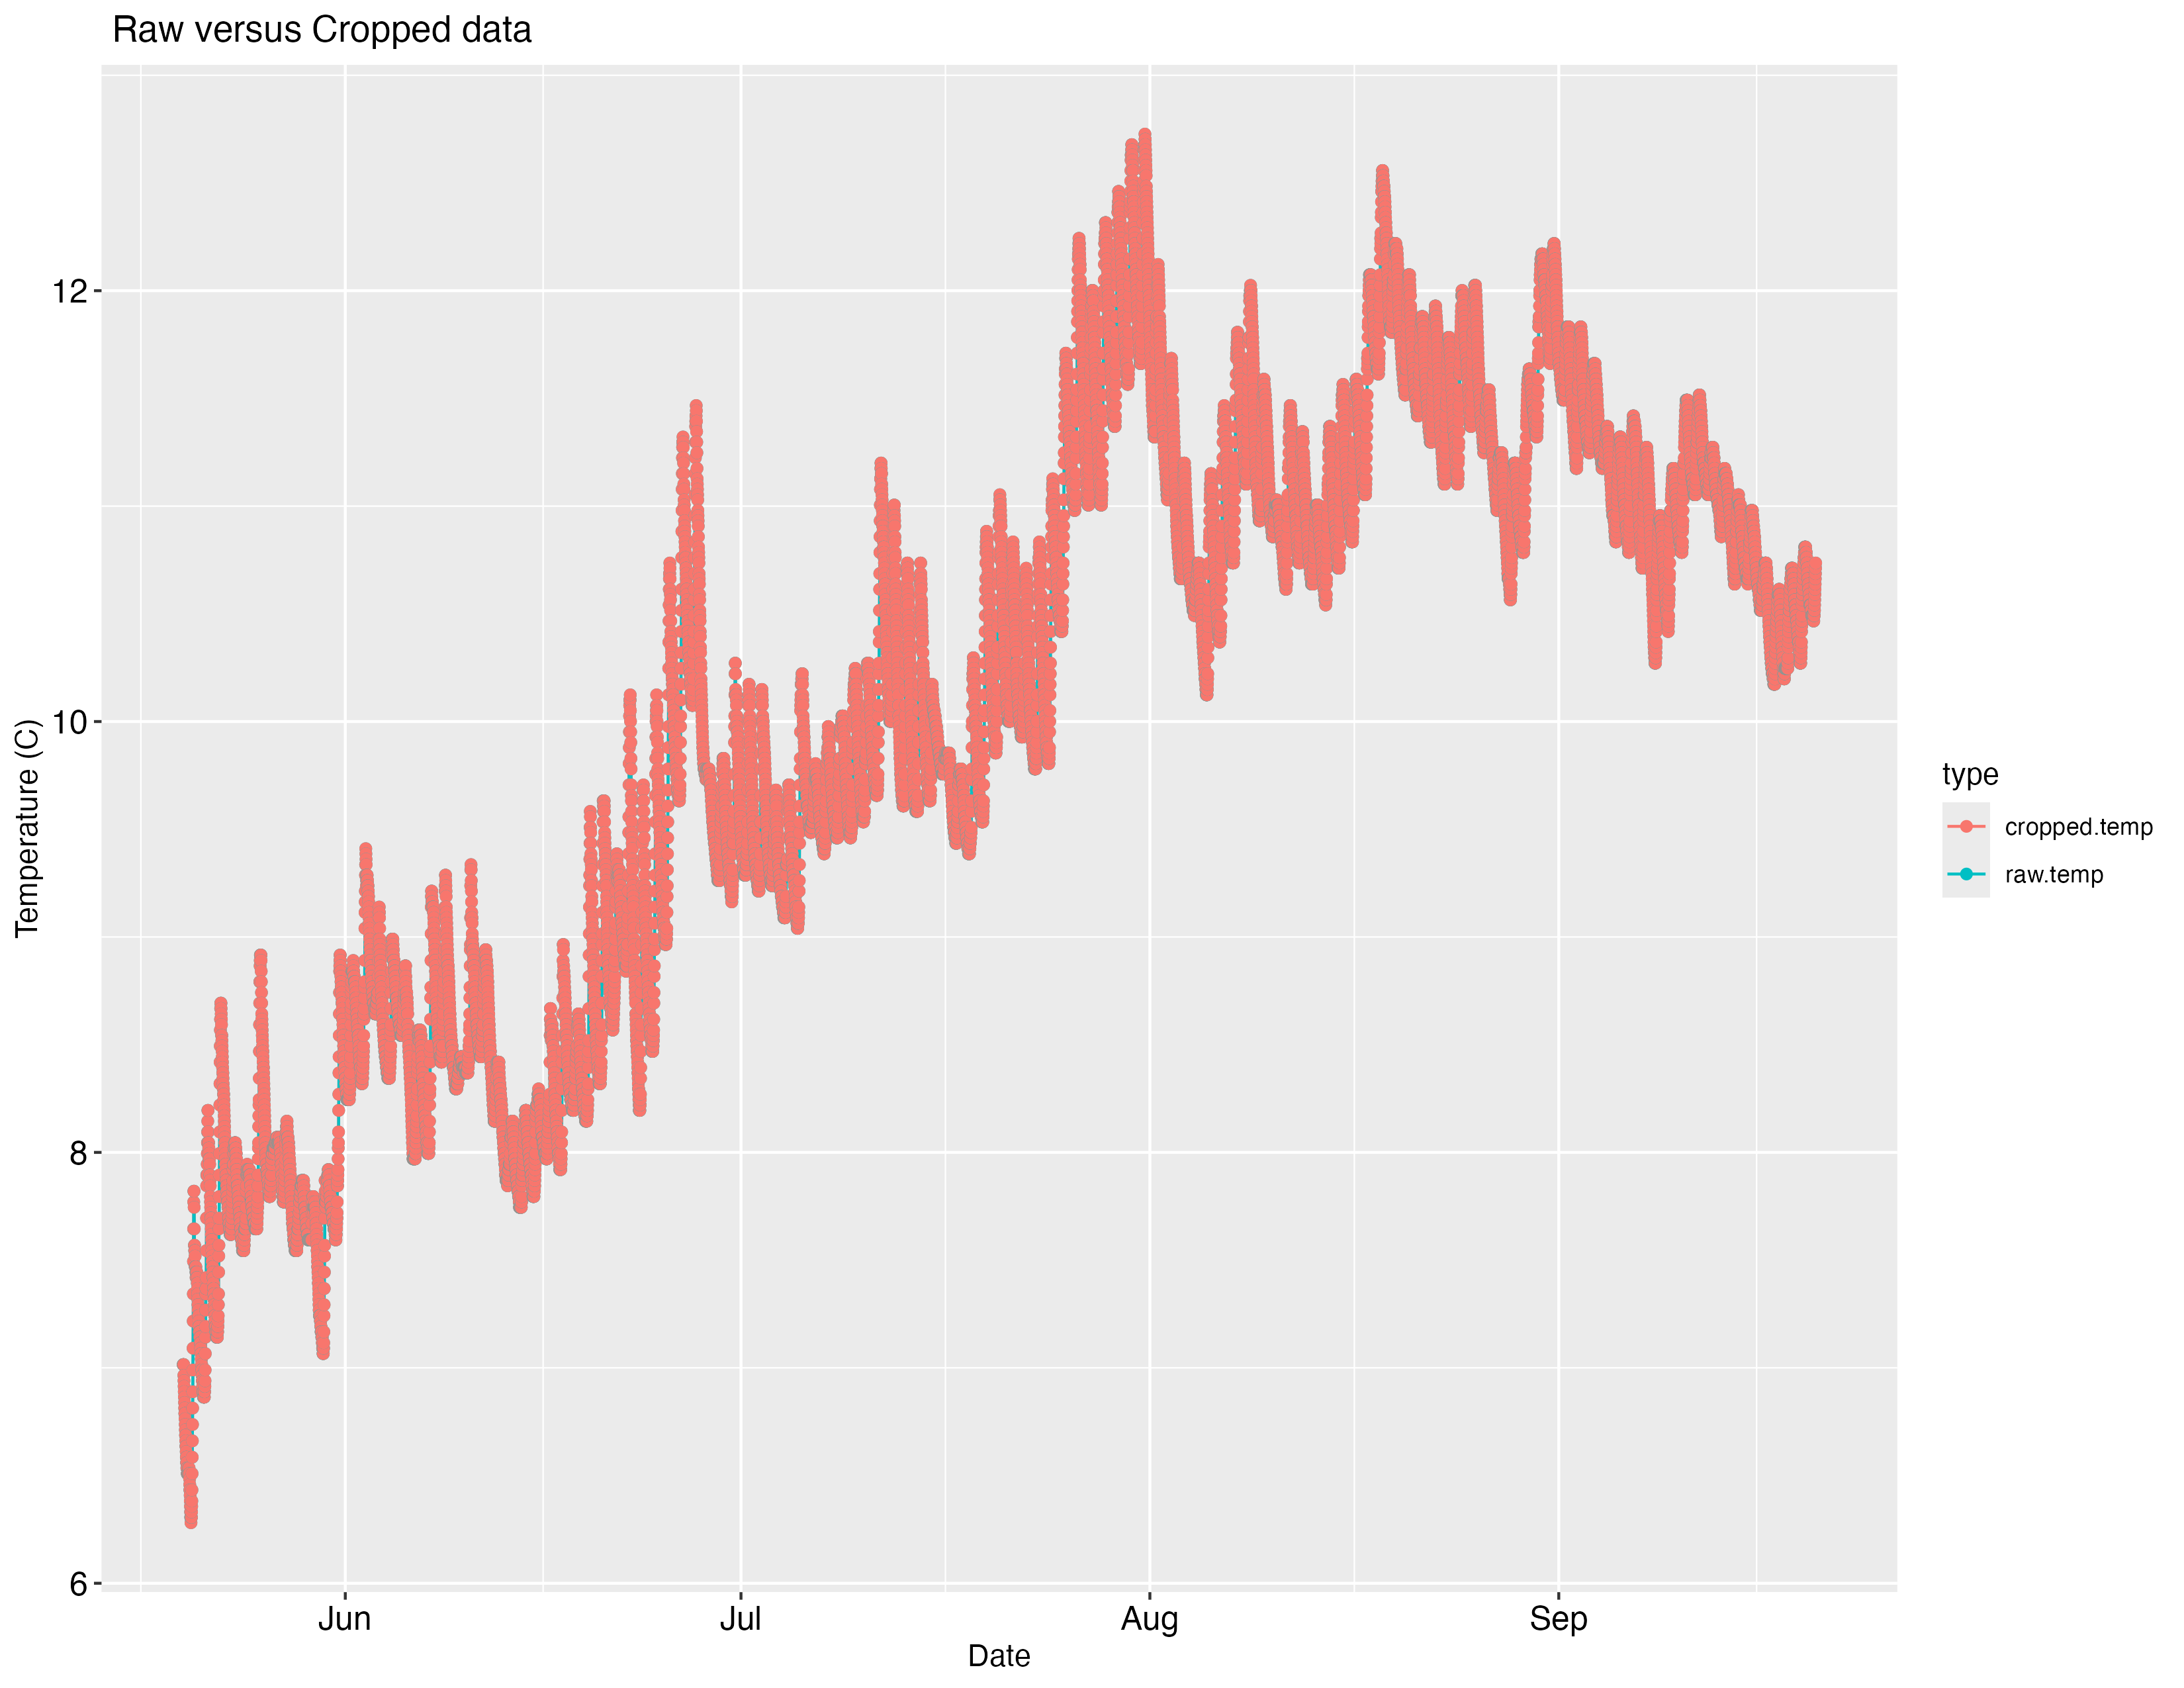 Raw versus Cropped data
Temperature (C)
12
10
8
6
Jun
Jul
Aug
Sep
Date
type
cropped.temp
raw.temp